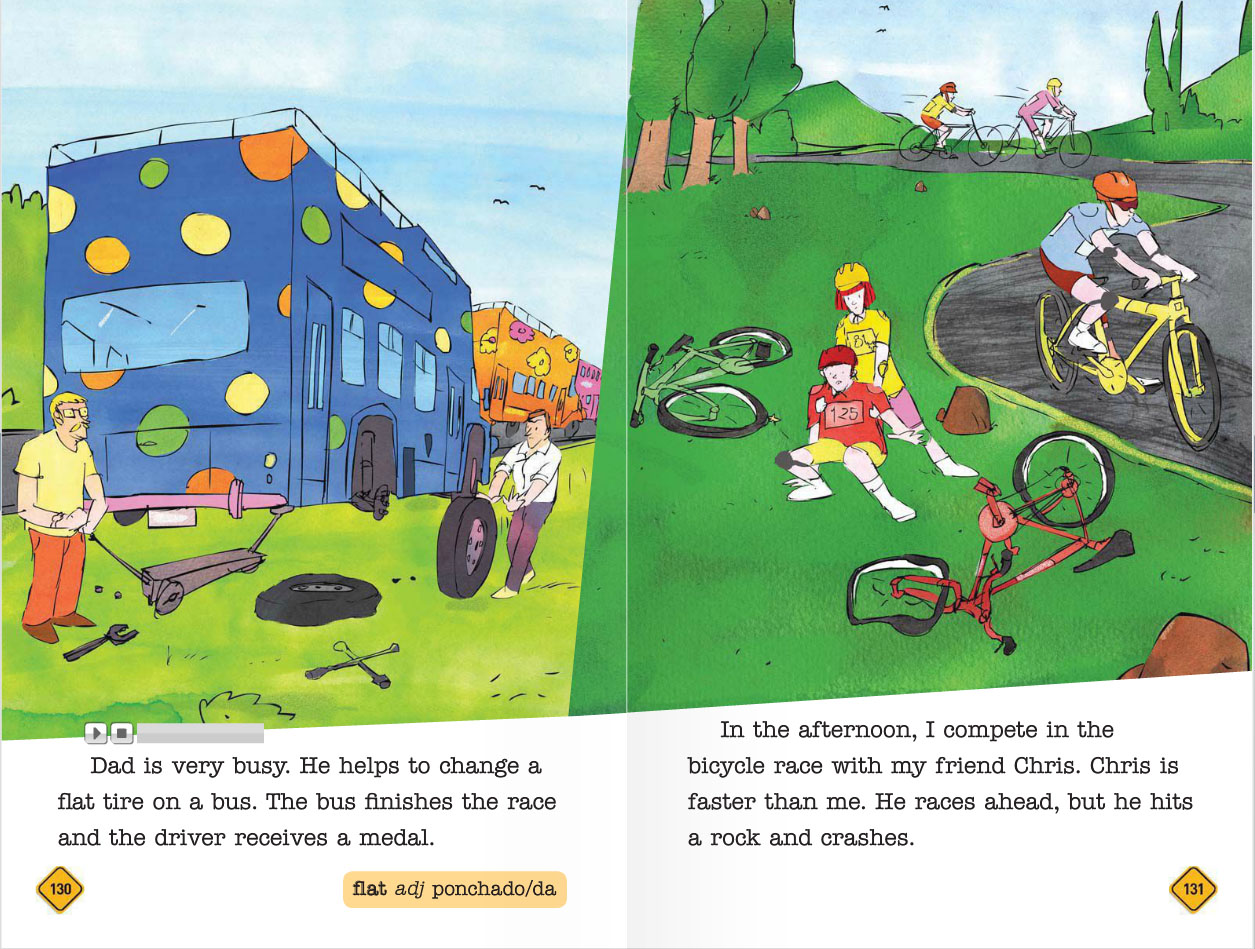 81
125
Dad is very busy. He helps to change a
flat tire on a bus. The bus finishes the race
and the driver receives a medal.
130
flat adj ponchado/da
In the afternoon, I compete in the
bicycle race with my friend Chris. Chris is
faster than me. He races ahead, but he hits
a rock and crashes.
131